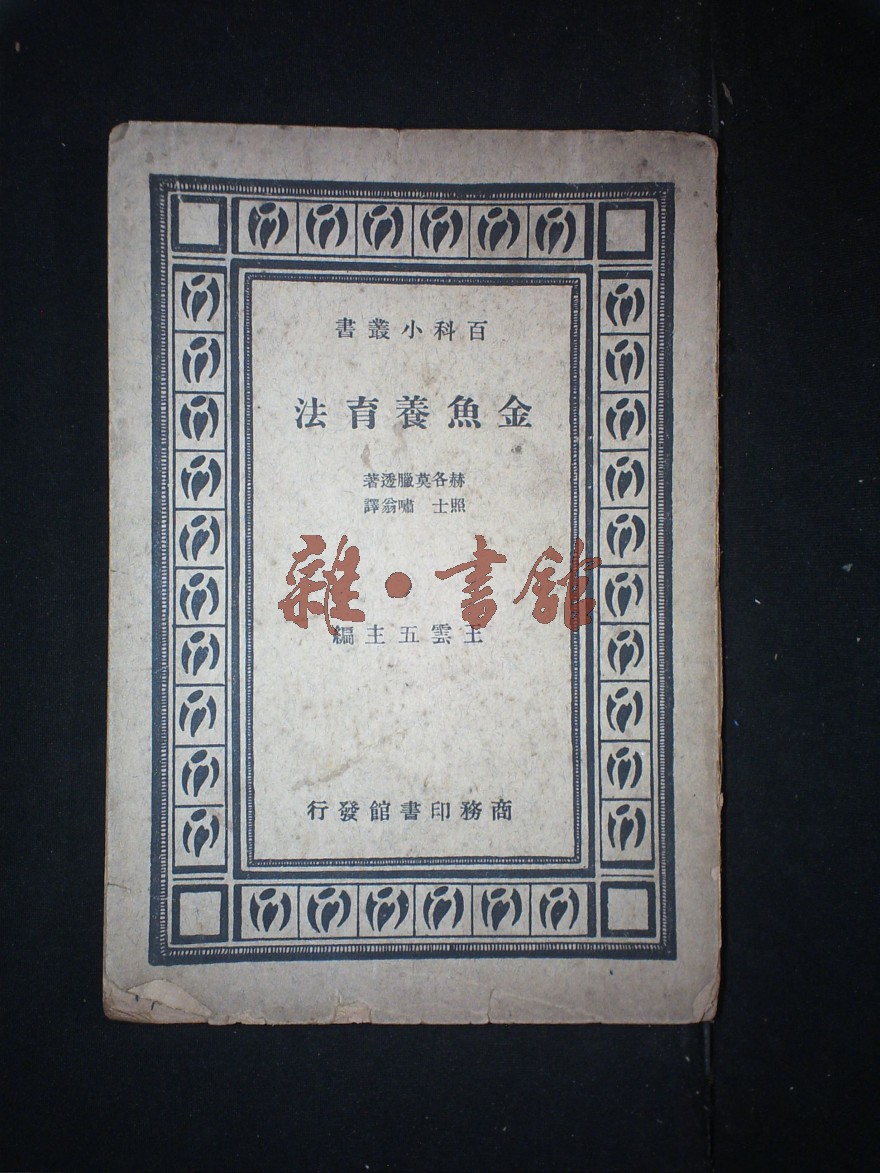 百科小叢書
金魚養育法
赫各莫臘透著
照士 嘯翁譯
雜·書館
王雲五主編
商務印書館發行